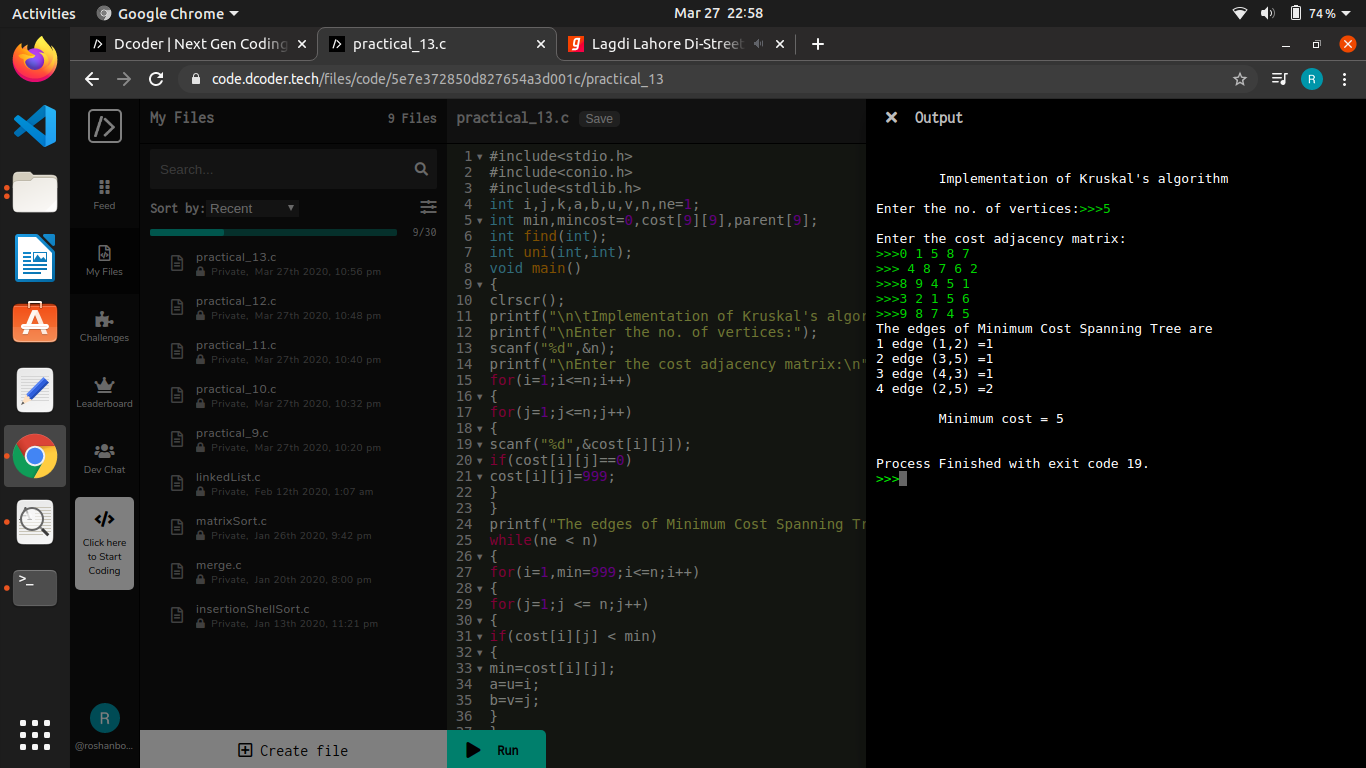 Activities
Google Chrome
Mar 27 22:58
74%
Dcoder | Next Gen Coding
practical_13.c
Lagdi Lahore Di-Street
code.dcoder.tech/files/code/5e7e372850d827654a3d001c/practical_13
R
My Files
9 Files
Search...
Sort by: Recent
9/30
practical_13.c
Private, Mar 27th 2020, 10:56 pm
practical_12.c
Private, Mar 27th 2020, 10:48 pm
practical_11.c
Private, Mar 27th 2020, 10:40 pm
practical_10.c
Private, Mar 27th 2020, 10:32 pm
practical_9.c
Private, Mar 27th 2020, 10:20 pm
linkedList.c
Private, Feb 12th 2020, 1:07 am
matrixSort.c
Private, Jan 26th 2020, 9:42 pm
merge.c
Private, Jan 20th 2020, 8:00 pm
insertionShellSort.c
Private, Jan 13th 2020, 11:21 pm
Create file
Feed
My Files
Challenges
Leaderboard
Dev Chat
</>
Click here
to Start
Coding
R
@roshanbo...
practical_13.c Save
1 #include<stdio.h>
2 #include<conio.h>
3 #include<stdlib.h>
4 int i,j,k,a,b,u,v,n,ne=1;
5 int min,mincost=0,cost[9][9],parent[9];
6 int find(int);
7 int uni(int,int);
8 void main()
9 {
10 clrscr();
11 printf("\n\tImplementation of Kruskal's algor
12 printf("\nEnter the no. of vertices:");
13 scanf("%d",&n);
14 printf("\nEnter the cost adjacency matrix:\n"
15 for(i=1;i<=n;i++)
16 {
17 for(j=1;j<=n;j++)
18 {
19 scanf("%d",&cost[i][j]);
20 if(cost[i][j]==0)
21 cost[i][j]=999;
22 }
23 }
24 printf("The edges of Minimum Cost Spanning Tr
25 while(ne < n)
26 {
27 for(i=1,min=999;i<=n;i++)
28 {
29 for(j=1;j <= n;j++)
30 {
31 if(cost[i][j] < min)
32 {
33 min=cost[i][j];
34 a=u=i;
35 b=v=j;
36 }
Run
Output
Implementation of Kruskal's algorithm
Enter the no. of vertices:>>>5
Enter the cost adjacency matrix:
>>>0 1 5 8 7
>>> 4 8 7 6 2
>>>8 9 4 5 1
>>>3 2 1 5 6
>>>9 8 7 4 5
The edges of Minimum Cost Spanning Tree are
1 edge (1,2) =1
2 edge (3,5) =1
3 edge (4,3) =1
4 edge (2,5) =2
Minimum cost = 5
Process Finished with exit code 19.
>>>